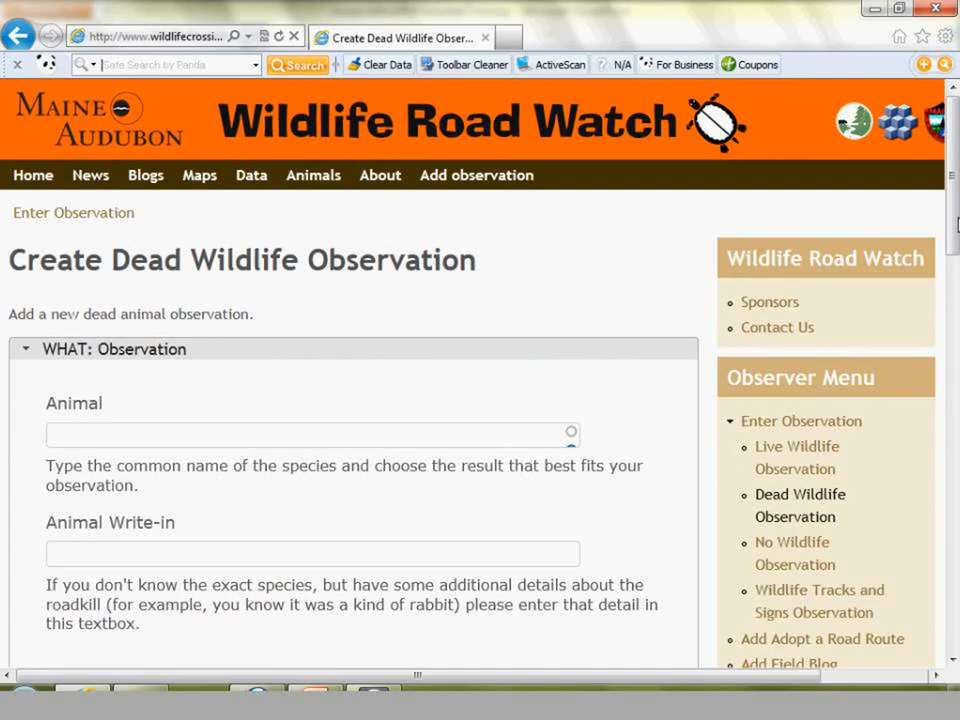 http://www.wildlifecrossi...
Create Dead Wildlife Obser...
Safe Search by Panda
Search
Clear Data
Toolbar Cleaner
ActiveScan
N/A
For Business
Coupons
MAINE
AUDUBON
Wildlife Road Watch
Home
News
Blogs
Maps
Data
Animals
About
Add observation
Enter Observation
Create Dead Wildlife Observation
Add a new dead animal observation.
WHAT: Observation
Animal
Type the common name of the species and choose the result that best fits your
observation.
Animal Write-in
If you don't know the exact species, but have some additional details about the
roadkill (for example, you know it was a kind of rabbit) please enter that detail in
this textbox.
Wildlife Road Watch
Sponsors
Contact Us
Observer Menu
Enter Observation
Live Wildlife
Observation
Dead Wildlife
Observation
No Wildlife
Observation
Wildlife Tracks and
Signs Observation
Add Adopt a Road Route
Add Field Blog